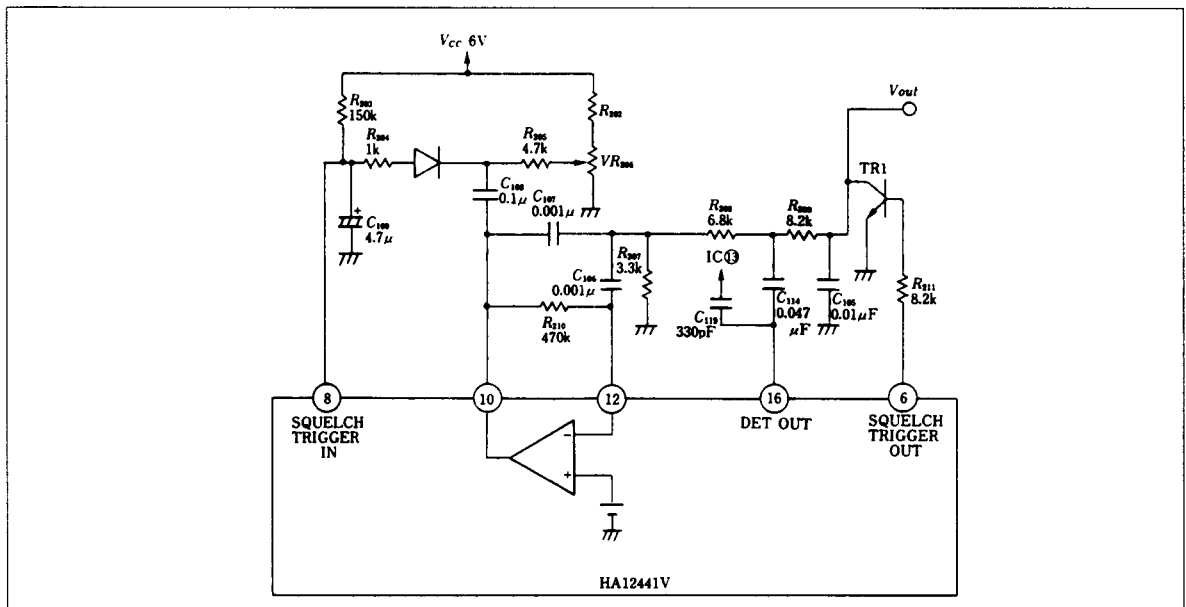 Vcc 6V
Vout
R203
150k
R204
1k
R205
4.7k
R202
TR1
C108
0.1μ
C107
0.001μ
R208
6.8k
R209
8.2k
C109
4.7μ
R207
3.3k
IC⑬
C106
0.001μ
R211
8.2k
R210
470k
C119
330pF
C114
0.047
μF
C105
0.01μF
8
10
12
16
6
SQUELCH
TRIGGER
IN
DET OUT
SQUELCH
TRIGGER
OUT
HA12441V